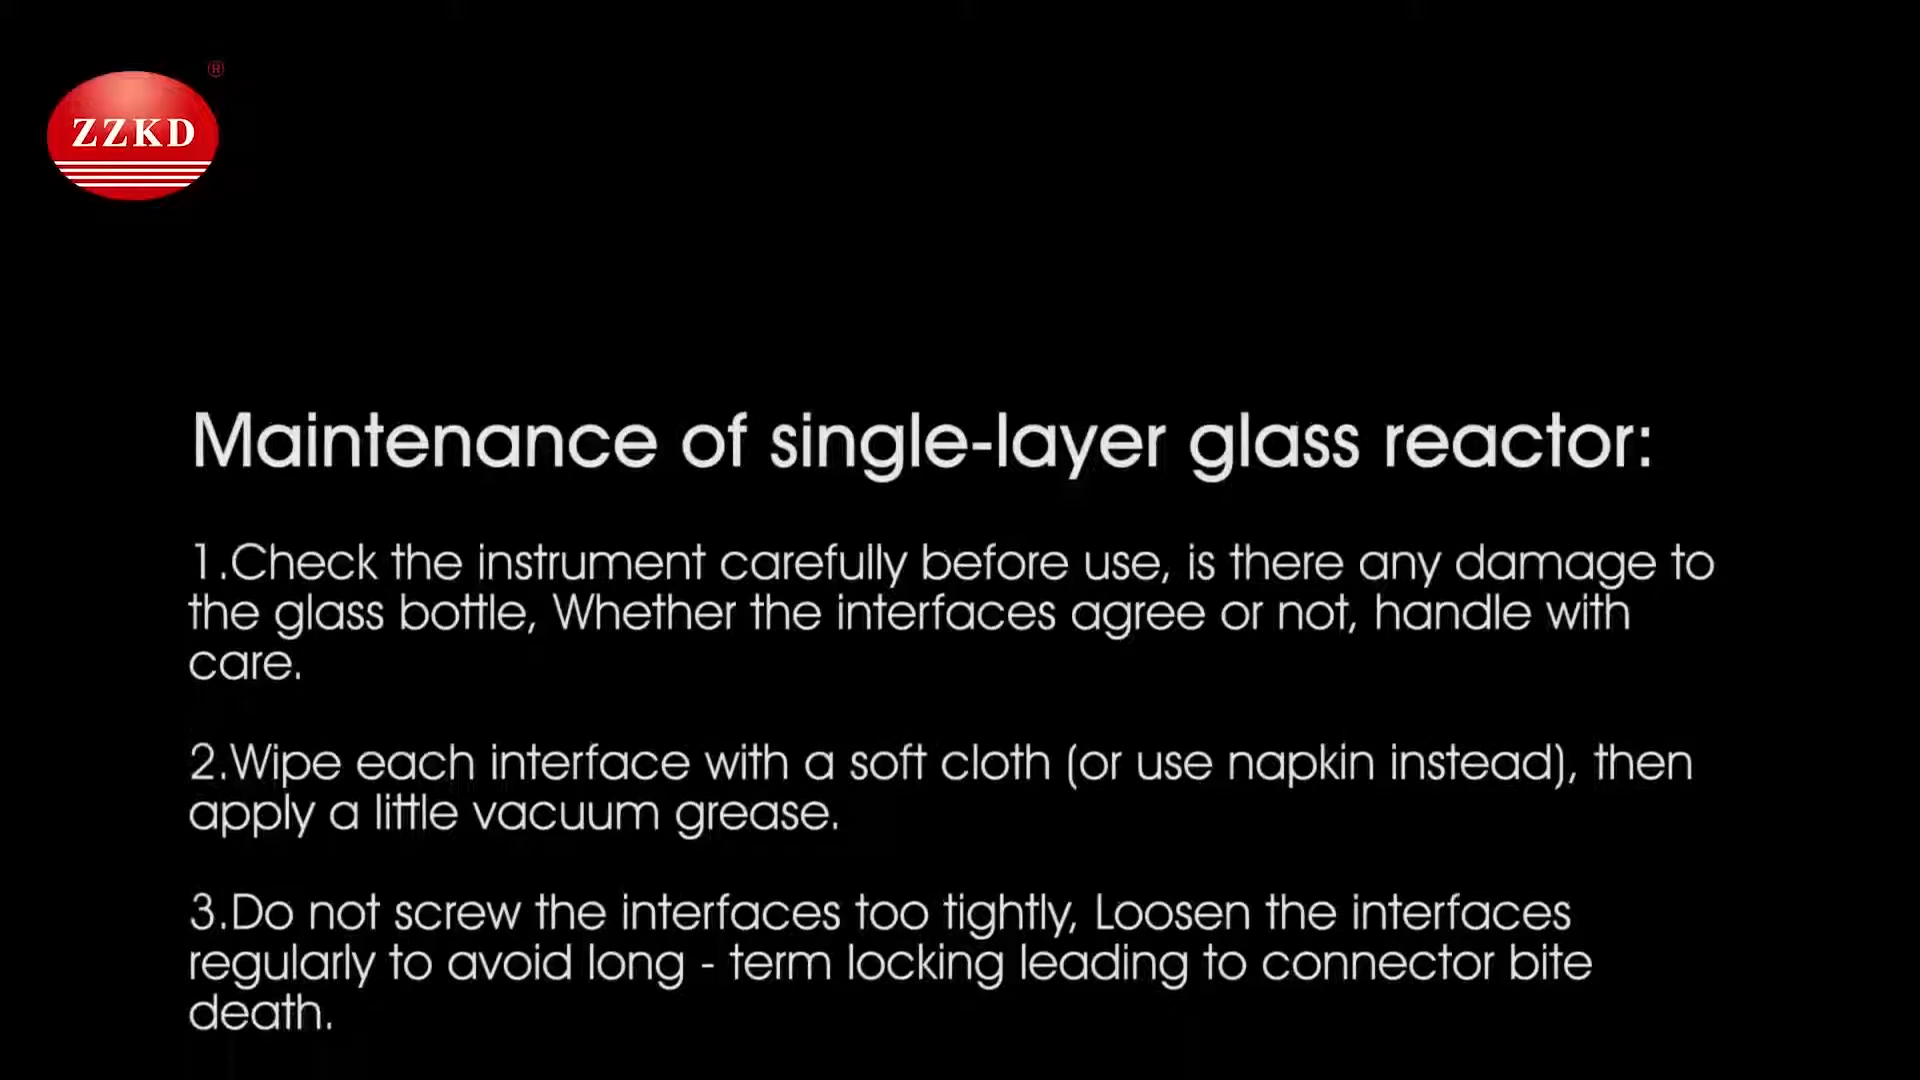 ®
ZZKD
Maintenance of single-layer glass reactor:
1.Check the instrument carefully before use, is there any damage to
the glass bottle, Whether the interfaces agree or not, handle with
care.
2.Wipe each interface with a soft cloth (or use napkin instead), then
apply a little vacuum grease.
3.Do not screw the interfaces too tightly, Loosen the interfaces
regularly to avoid long - term locking leading to connector bite
death.